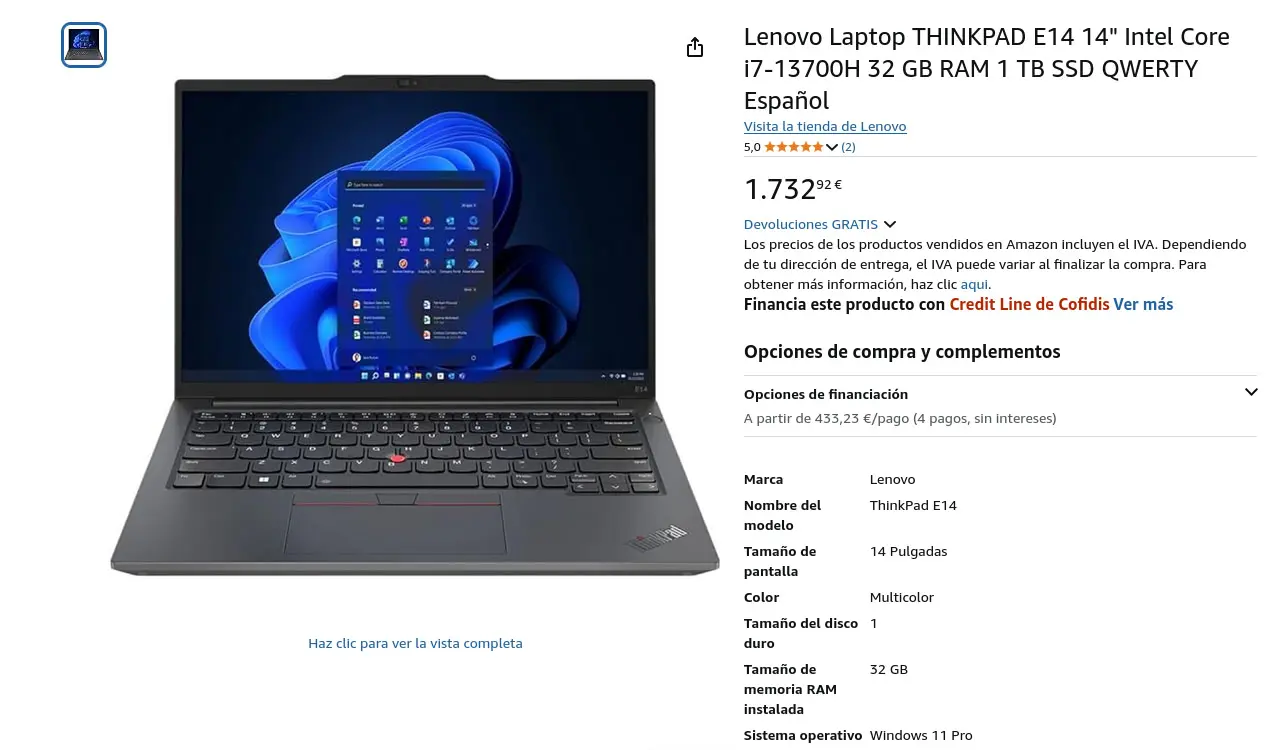 Lenovo Laptop THINKPAD E14 14" Intel Core
i7-13700H 32 GB RAM 1 TB SSD QWERTY
Español
Visita la tienda de Lenovo
5,0 (2)
1.732 92 €
Devoluciones GRATIS
Los precios de los productos vendidos en Amazon incluyen el IVA. Dependiendo
de tu dirección de entrega, el IVA puede variar al finalizar la compra. Para
obtener más información, haz clic aqui.
Financia este producto con Credit Line de Cofidis Ver más
Opciones de compra y complementos
Opciones de financiación
A partir de 433,23 €/pago (4 pagos, sin intereses)
Marca Lenovo
Nombre del ThinkPad E14
modelo
Tamaño de 14 Pulgadas
pantalla
Color Multicolor
Tamaño del disco 1
duro
Tamaño de 32 GB
memoria RAM
instalada
Sistema operativo Windows 11 Pro
E14
ThinkPad
Haz clic para ver la vista completa